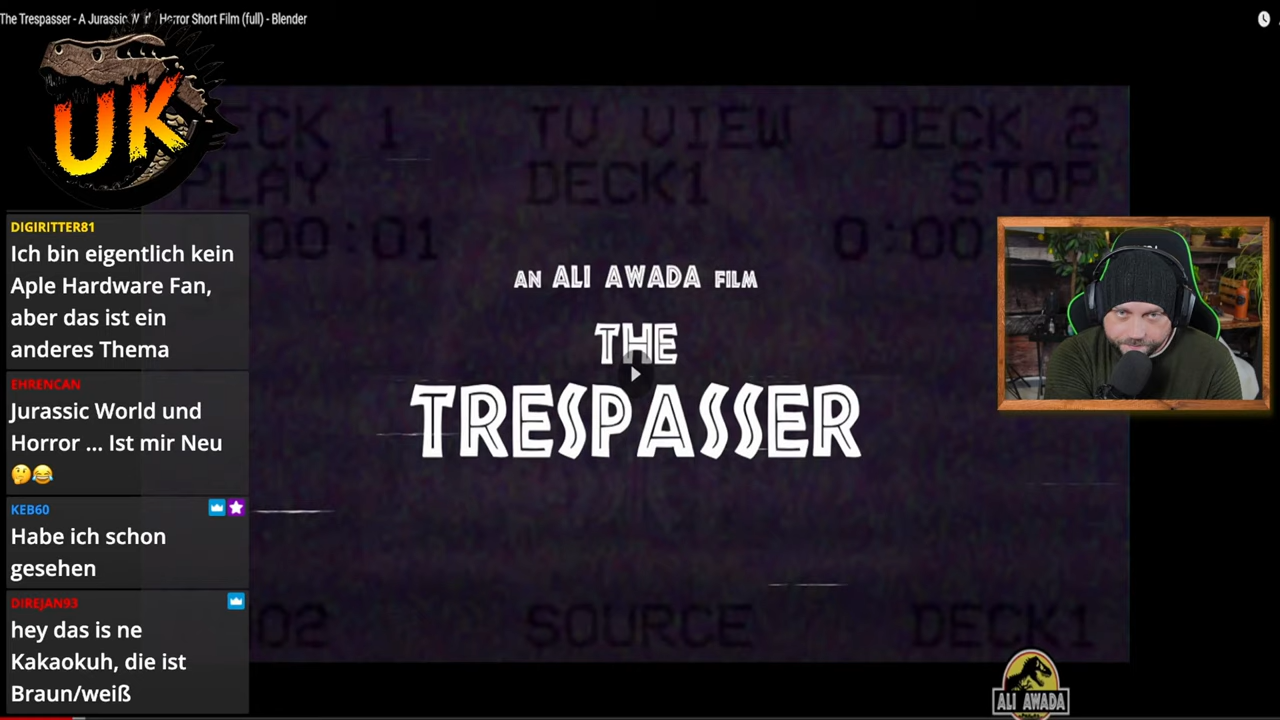 The Trespasser - A Jurassic World Horror Short Film (full) - Blender
UK
DECK 1 TV VIEW DECK 2
PLAY DECK1 STOP
00:01 0:00
AN ALI AWADA FILM
THE
TRESPASSER
SOURCE DECK1
02
ALI AWADA
DIGIRITTER81
Ich bin eigentlich kein
Aple Hardware Fan,
aber das ist ein
anderes Thema
EHRENCAN
Jurassic World und
Horror ... Ist mir Neu
🤔😂
KEB60
Habe ich schon
gesehen
DIREJAN93
hey das is ne
Kakaokuh, die ist
Braun/weiß